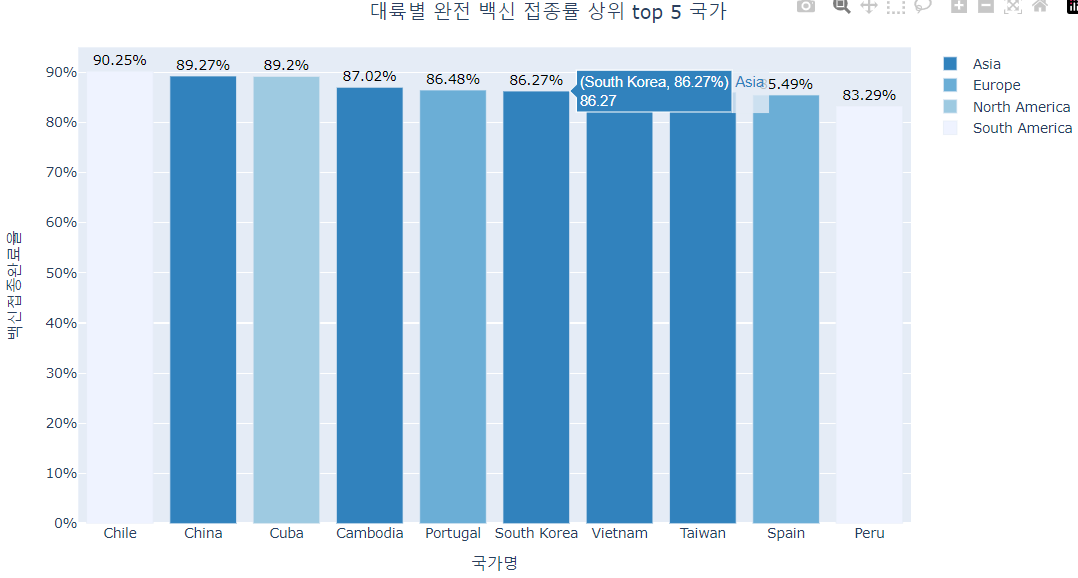 대륙별 완전 백신 접종률 상위 top 5 국가
90.25%
89.27%
89.2%
87.02%
86.48%
86.27%
(South Korea, 86.27%) Asia
86.27
5.49%
83.29%
Asia
Europe
North America
South America
90%
80%
70%
60%
50%
40%
30%
20%
10%
0%
백신접종완료율
Chile
China
Cuba
Cambodia
Portugal
South Korea
Vietnam
Taiwan
Spain
Peru
국가명